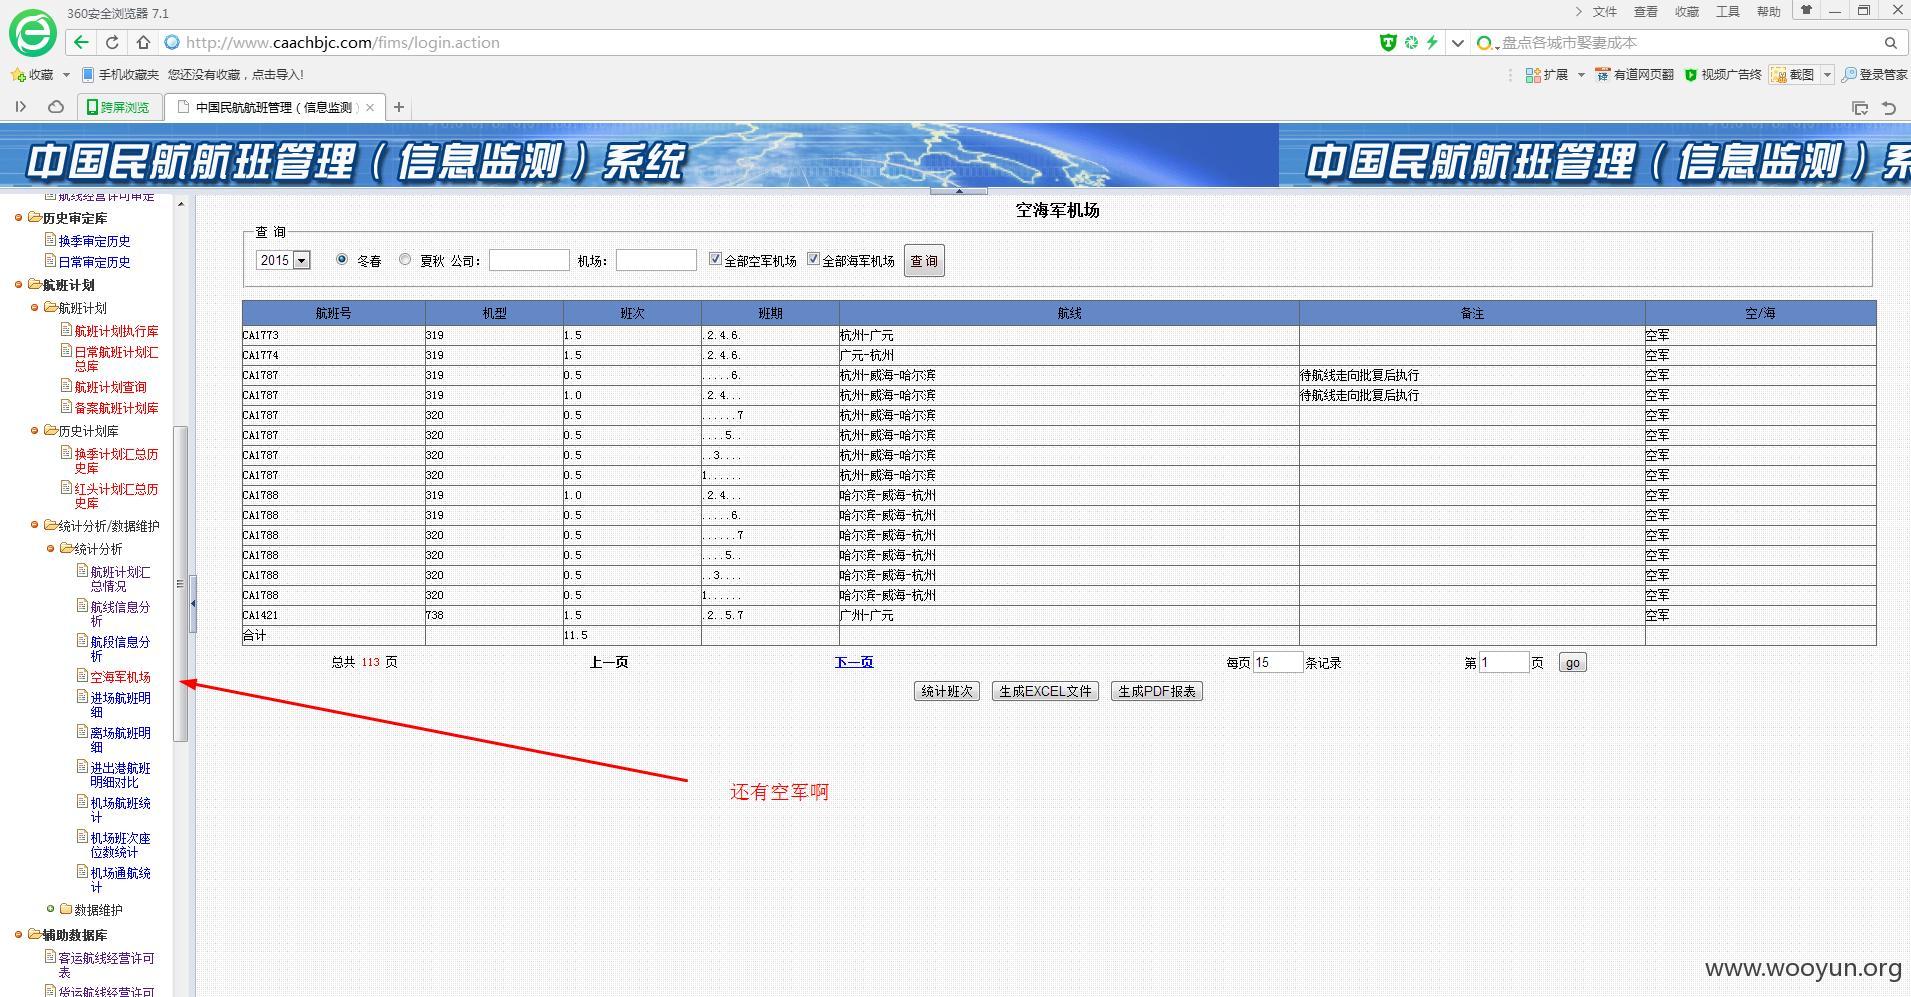 360安全浏览器 7.1
文件 查看 收藏 工具 帮助
http://www.caachbjc.com/fims/login.action
盘点各城市娶妻成本
收藏 手机收藏夹 您还没有收藏，点击导入!
扩展 有道网页翻 视频广告终 截图 登录管家
跨屏浏览 中国民航航班管理（信息监测）
中国民航航班管理（信息监测）系统 中国民航航班管理（信息监测）系
航线经营许可审定
历史审定库
换季审定历史
日常审定历史
航班计划
航班计划
航班计划执行库
日常航班计划汇
总库
航班计划查询
备案航班计划库
历史计划库
换季计划汇总历
史库
红头计划汇总历
史库
统计分析/数据维护
统计分析
航班计划汇
总情况
航线信息分
析
航段信息分
析
空海军机场
进场航班明
细
离场航班明
细
进出港航班
明细对比
机场航班统
计
机场班次座
位数统计
机场通航统
计
数据维护
辅助数据库
客运航线经营许可
表
货运航线经营许可
空海军机场
查 询
2015 冬春 夏秋 公司： 机场： 全部空军机场 全部海军机场 查 询
航班号 机型 班次 班期 航线 备注 空/海
CA1773 319 1.5 .2.4.6. 杭州-广元 空军
CA1774 319 1.5 .2.4.6. 广元-杭州 空军
CA1787 319 0.5 .....6. 杭州-威海-哈尔滨 待航线走向批复后执行 空军
CA1787 319 1.0 .2.4... 杭州-威海-哈尔滨 待航线走向批复后执行 空军
CA1787 320 0.5 ......7 杭州-威海-哈尔滨 空军
CA1787 320 0.5 ....5.. 杭州-威海-哈尔滨 空军
CA1787 320 0.5 ..3.... 杭州-威海-哈尔滨 空军
CA1787 320 0.5 1...... 杭州-威海-哈尔滨 空军
CA1788 319 1.0 .2.4... 哈尔滨-威海-杭州 空军
CA1788 319 0.5 .....6. 哈尔滨-威海-杭州 空军
CA1788 320 0.5 ......7 哈尔滨-威海-杭州 空军
CA1788 320 0.5 ....5.. 哈尔滨-威海-杭州 空军
CA1788 320 0.5 ..3.... 哈尔滨-威海-杭州 空军
CA1788 320 0.5 1...... 哈尔滨-威海-杭州 空军
CA1421 738 1.5 .2..5.7 广州-广元 空军
合计 11.5
总共 113 页 上一页 下一页 每页 15 条记录 第 1 页 go
统计班次 生成EXCEL文件 生成PDF报表
还有空军啊
www.wooyun.org